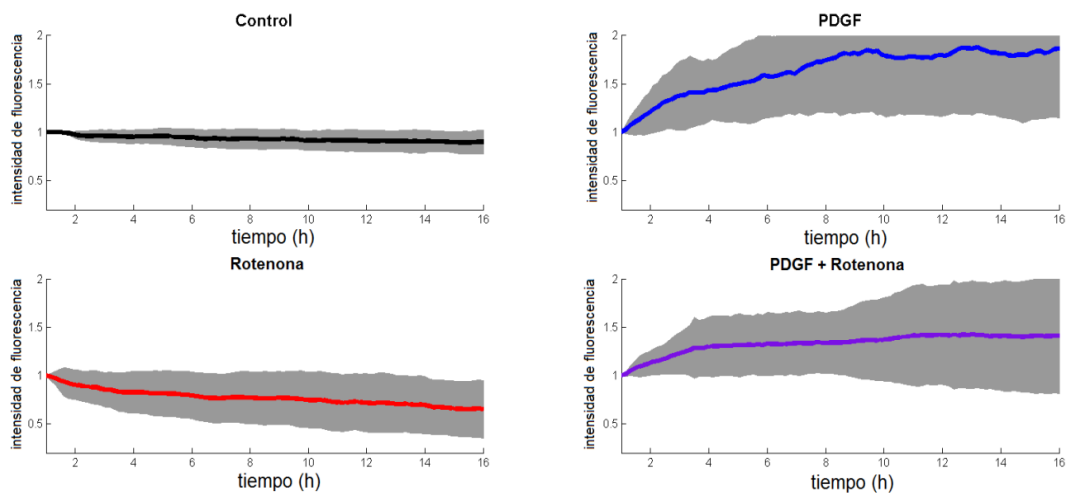 Control
intensidad de fluorescencia
2
1.5
1
0.5
2 4 6 8 10 12 14 16
tiempo (h)
PDGF
intensidad de fluorescencia
2
1.5
1
0.5
2 4 6 8 10 12 14 16
tiempo (h)
Rotenona
intensidad de fluorescencia
2
1.5
1
0.5
2 4 6 8 10 12 14 16
tiempo (h)
PDGF + Rotenona
intensidad de fluorescencia
2
1.5
1
0.5
2 4 6 8 10 12 14 16
tiempo (h)